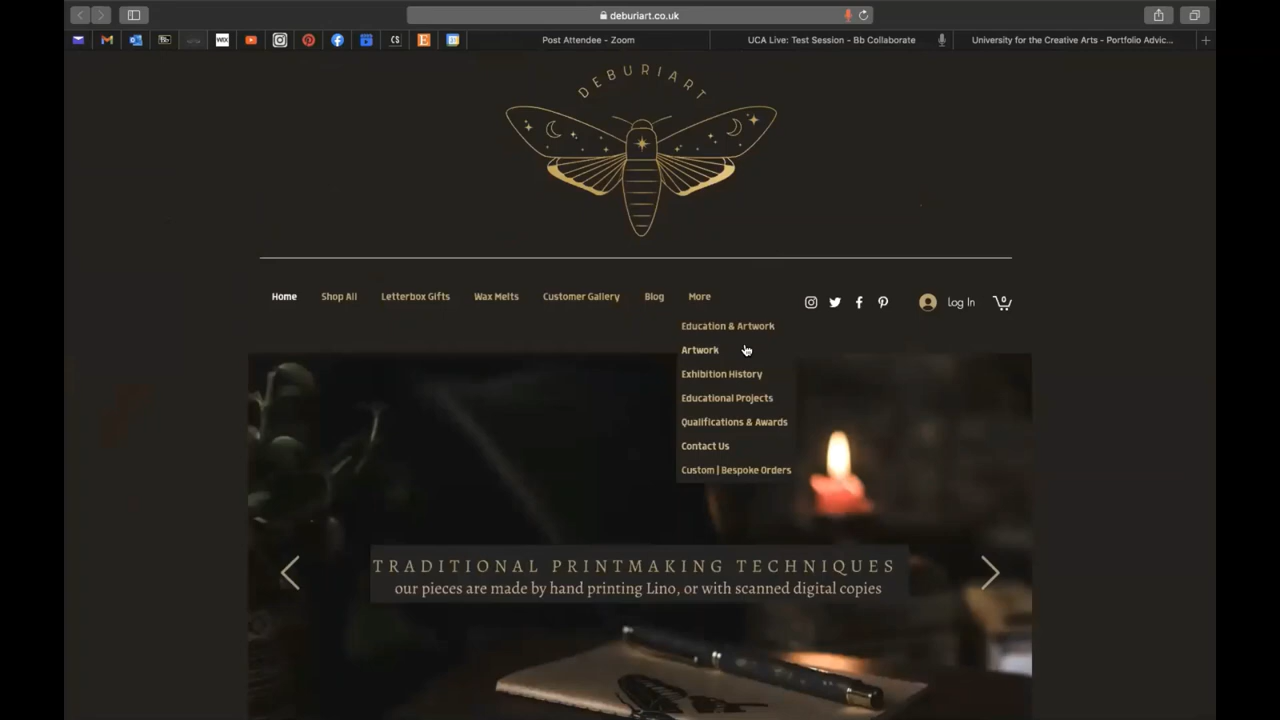 deburiart.co.uk
Post Attendee - Zoom
UCA Live: Test Session - Bb Collaborate
University for the Creative Arts - Portfolio Advic...
DEBURIART
Home Shop All Letterbox Gifts Wax Melts Customer Gallery Blog More
Log In
0
Education & Artwork
Artwork
Exhibition History
Educational Projects
Qualifications & Awards
Contact Us
Custom | Bespoke Orders
TRADITIONAL PRINTMAKING TECHNIQUES
our pieces are made by hand printing Lino, or with scanned digital copies